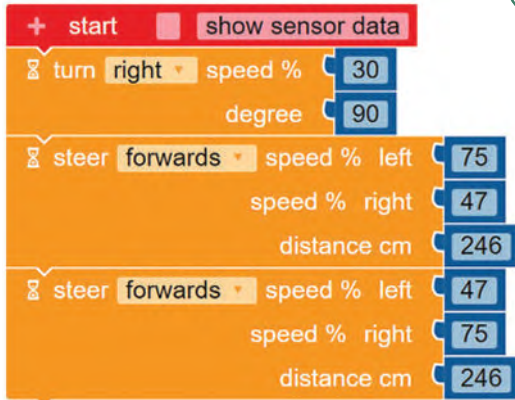 + start show sensor data
turn right speed % 30
degree 90
steer forwards speed % left 75
speed % right 47
distance cm 246
steer forwards speed % left 47
speed % right 75
distance cm 246